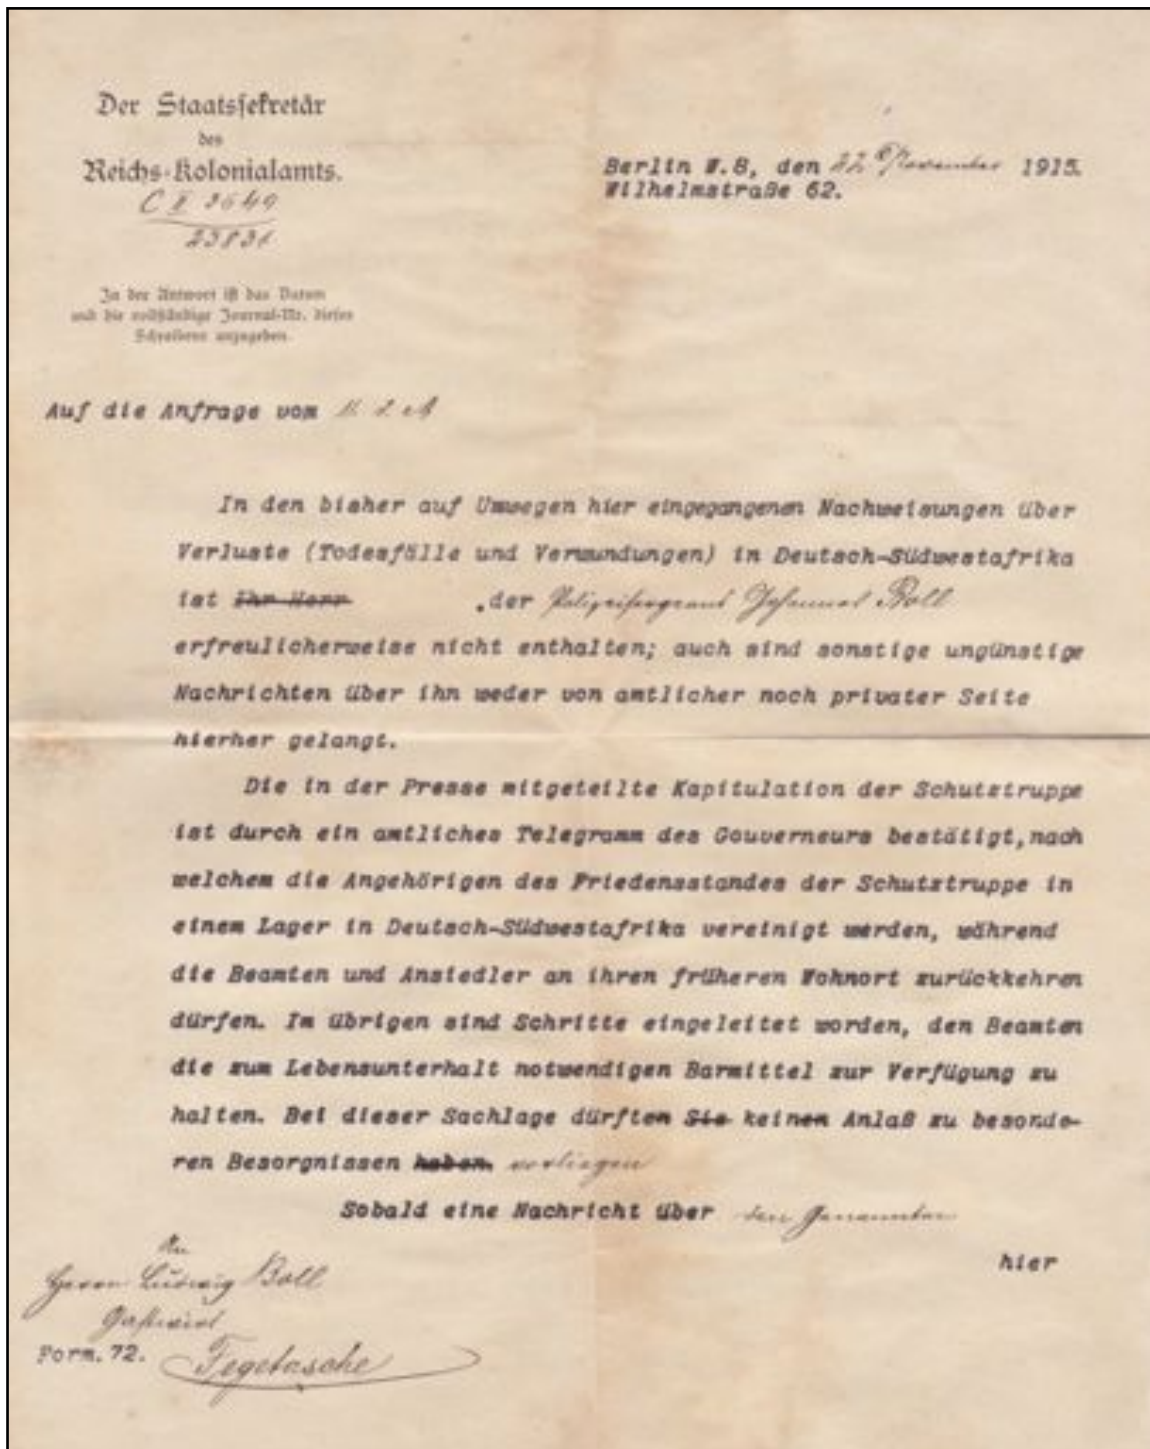 Der Staatssekretär
des
Reichs-Kolonialamts.
C II 3649
23831
Berlin W.8, den 22. November 1915.
Wilhelmstraße 62.
In der Antwort ist das Datum
und die vollständige Journal-Nr. dieses
Schreibens anzugeben.
Auf die Anfrage vom
In den bisher auf Umwegen hier eingegangenen Nachweisungen über
Verluste (Todesfälle und Verwundungen) in Deutsch-Südwestafrika
ist Ihr Herr .der Polizeisergeant Johannes Boll
erfreulicherweise nicht enthalten; auch sind sonstige ungünstige
Nachrichten über ihn weder von amtlicher noch privater Seite
hierher gelangt.
Die in der Presse mitgeteilte Kapitulation der Schutztruppe
ist durch ein amtliches Telegramm des Gouverneurs bestätigt, nach
welchem die Angehörigen des Friedensstandes der Schutztruppe in
einem Lager in Deutsch-Südwestafrika vereinigt werden, während
die Beamten und Ansiedler an ihren früheren Wohnort zurückkehren
dürfen. Im übrigen sind Schritte eingeleitet worden, den Beamten
die zum Lebensunterhalt notwendigen Barmittel zur Verfügung zu
halten. Bei dieser Sachlage dürften Sie keinen Anlaß zu besonde-
ren Besorgnissen haben. vorliegen
Sobald eine Nachricht über den Genannten
hier
An
Herrn Ludwig Boll
Gastwirt
Form. 72. Tegetasche